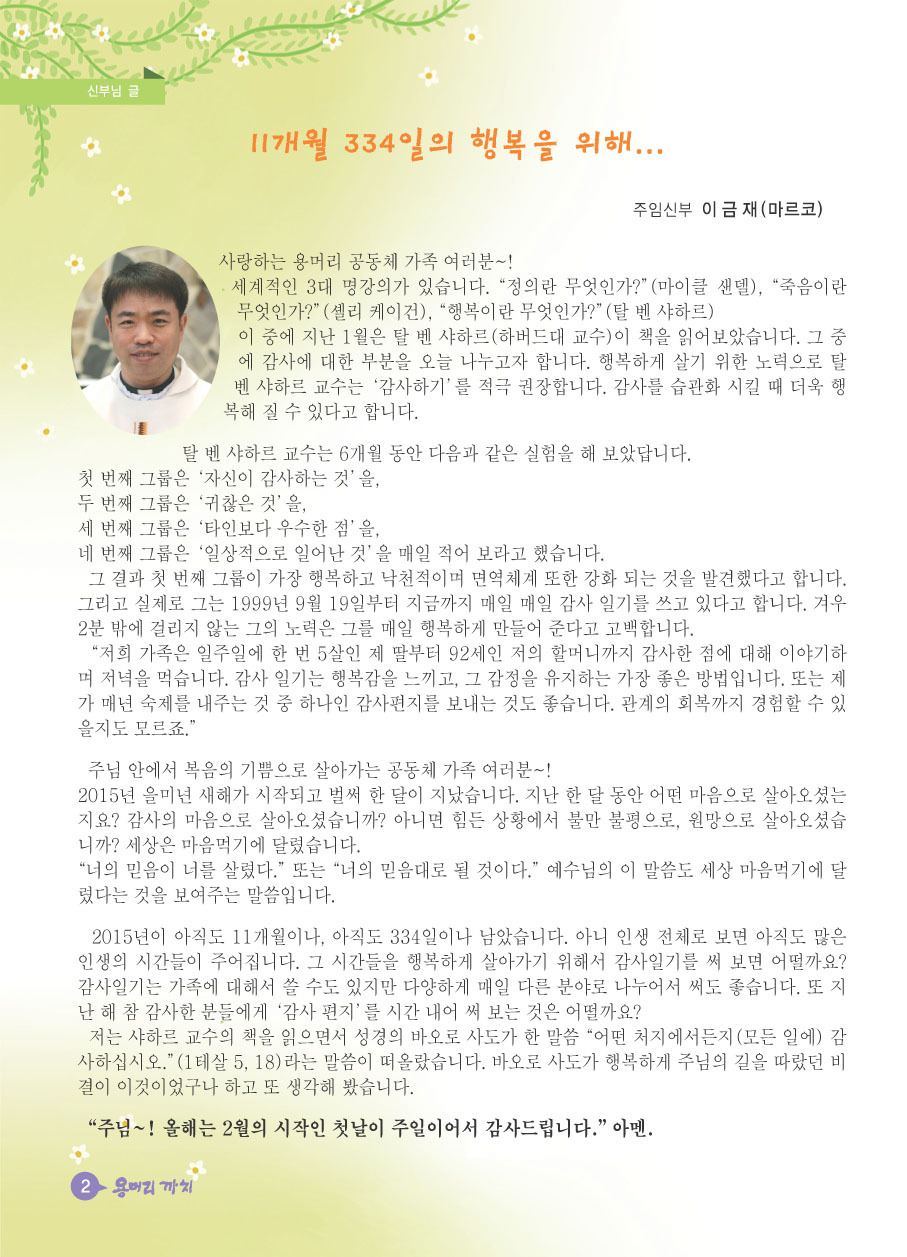 신부님 글
11개월 334일의 행복을 위해...
주임신부 이 금 재(마르코)
사랑하는 용머리 공동체 가족 여러분~!
세계적인 3대 명강의가 있습니다. “정의란 무엇인가?”(마이클 샌델), “죽음이란
무엇인가?”(셸리 케이건), “행복이란 무엇인가?”(탈 벤 샤하르)
이 중에 지난 1월은 탈 벤 샤하르(하버드대 교수)이 책을 읽어보았습니다. 그 중
에 감사에 대한 부분을 오늘 나누고자 합니다. 행복하게 살기 위한 노력으로 탈
벤 샤하르 교수는 ‘감사하기’를 적극 권장합니다. 감사를 습관화 시킬 때 더욱 행
복해 질 수 있다고 합니다.
탈 벤 샤하르 교수는 6개월 동안 다음과 같은 실험을 해 보았답니다.
첫 번째 그룹은 ‘자신이 감사하는 것’을,
두 번째 그룹은 ‘귀찮은 것’을,
세 번째 그룹은 ‘타인보다 우수한 점’을,
네 번째 그룹은 ‘일상적으로 일어난 것’을 매일 적어 보라고 했습니다.
그 결과 첫 번째 그룹이 가장 행복하고 낙천적이며 면역체계 또한 강화 되는 것을 발견했다고 합니다.
그리고 실제로 그는 1999년 9월 19일부터 지금까지 매일 매일 감사 일기를 쓰고 있다고 합니다. 겨우
2분 밖에 걸리지 않는 그의 노력은 그를 매일 행복하게 만들어 준다고 고백합니다.
“저희 가족은 일주일에 한 번 5살인 제 딸부터 92세인 저의 할머니까지 감사한 점에 대해 이야기하
며 저녁을 먹습니다. 감사 일기는 행복감을 느끼고, 그 감정을 유지하는 가장 좋은 방법입니다. 또는 제
가 매년 숙제를 내주는 것 중 하나인 감사편지를 보내는 것도 좋습니다. 관계의 회복까지 경험할 수 있
을지도 모르죠.”
주님 안에서 복음의 기쁨으로 살아가는 공동체 가족 여러분~!
2015년 을미년 새해가 시작되고 벌써 한 달이 지났습니다. 지난 한 달 동안 어떤 마음으로 살아오셨는
지요? 감사의 마음으로 살아오셨습니까? 아니면 힘든 상황에서 불만 불평으로, 원망으로 살아오셨습
니까? 세상은 마음먹기에 달렸습니다.
“너의 믿음이 너를 살렸다.” 또는 “너의 믿음대로 될 것이다.” 예수님의 이 말씀도 세상 마음먹기에 달
렸다는 것을 보여주는 말씀입니다.
2015년이 아직도 11개월이나, 아직도 334일이나 남았습니다. 아니 인생 전체로 보면 아직도 많은
인생의 시간들이 주어집니다. 그 시간들을 행복하게 살아가기 위해서 감사일기를 써 보면 어떨까요?
감사일기는 가족에 대해서 쓸 수도 있지만 다양하게 매일 다른 분야로 나누어서 써도 좋습니다. 또 지
난 해 참 감사한 분들에게 ‘감사 편지’를 시간 내어 써 보는 것은 어떨까요?
저는 샤하르 교수의 책을 읽으면서 성경의 바오로 사도가 한 말씀 “어떤 처지에서든지(모든 일에) 감
사하십시오.”(1테살 5, 18)라는 말씀이 떠올랐습니다. 바오로 사도가 행복하게 주님의 길을 따랐던 비
결이 이것이었구나 하고 또 생각해 봤습니다.
“주님~! 올해는 2월의 시작인 첫날이 주일이어서 감사드립니다.” 아멘.
2 용머리 까치